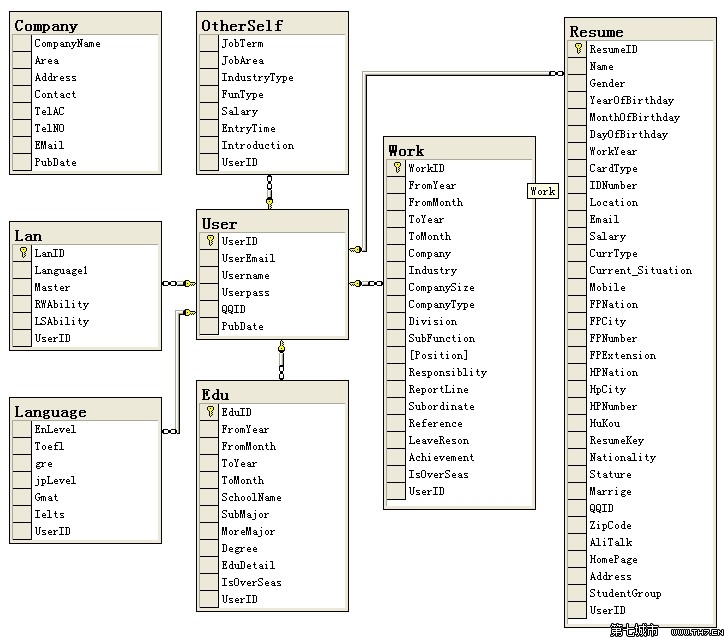 Company
CompanyName
Area
Address
Contact
TelAC
TelNO
EMail
PubDate
OtherSelf
JobTerm
JobArea
IndustryType
FunType
Salary
EntryTime
Introduction
UserID
Lan
LanID
Language1
Master
RWAbility
LSAbility
UserID
User
UserID
UserEmail
Username
Userpass
QQID
PubDate
Language
EnLevel
Toefl
gre
jpLevel
Gmat
Ielts
UserID
Edu
EduID
FromYear
FromMonth
ToYear
ToMonth
SchoolName
SubMajor
MoreMajor
Degree
EduDetail
IsOverSeas
UserID
Work
WorkID
FromYear
FromMonth
ToYear
ToMonth
Company
Industry
CompanySize
CompanyType
Division
SubFunction
[Position]
Responsiblity
ReportLine
Subordinate
Reference
LeaveReson
Achievement
IsOverSeas
UserID
Work
Resume
ResumeID
Name
Gender
YearOfBirthday
MonthOfBirthday
DayOfBirthday
WorkYear
CardType
IDNumber
Location
Email
Salary
CurrType
Current_Situation
Mobile
FPNation
FPCity
FPNumber
FPExtension
HPNation
HpCity
HPNumber
HuKou
ResumeKey
Nationality
Stature
Marrige
QQID
ZipCode
AliTalk
HomePage
Address
StudentGroup
UserID
第七城市 WWW.TH7.CN